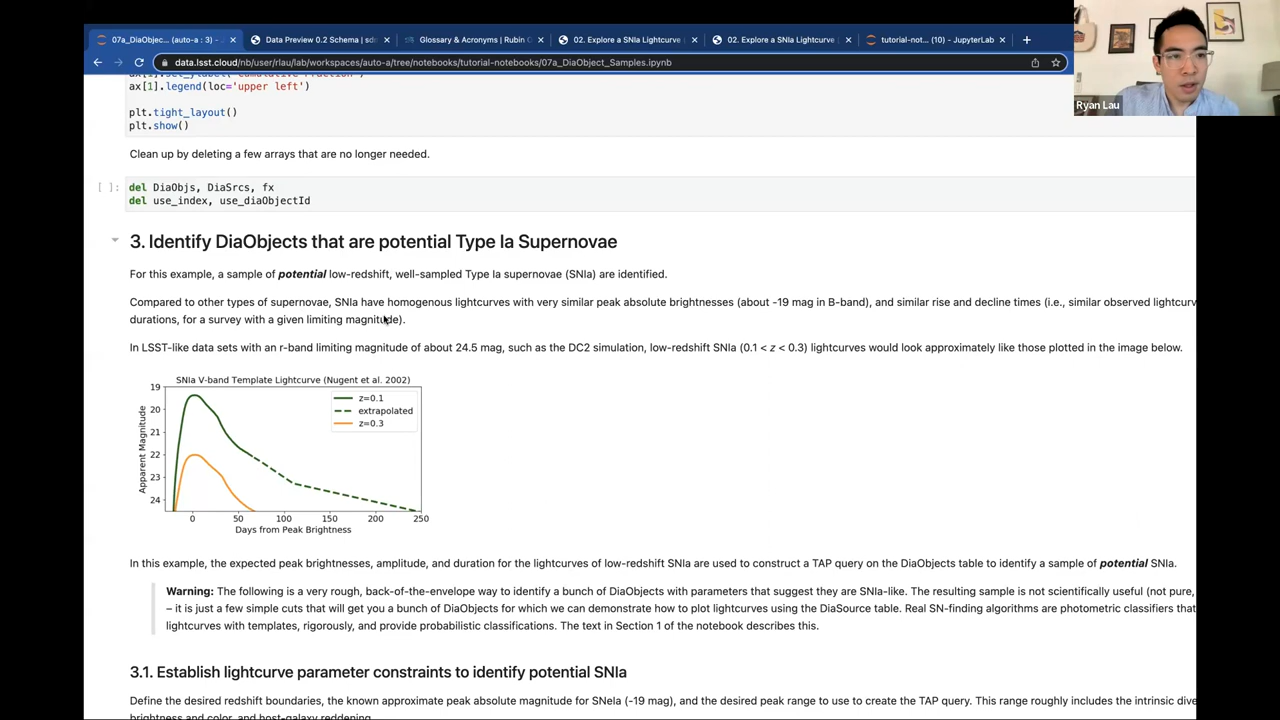 07a_DiaObjec... (auto-a : 3) - Data Preview 0.2 Schema | sd Glossary & Acronyms | Rubin 02. Explore a SNIa Lightcurve 02. Explore a SNIa Lightcurve tutorial-not... (10) - JupyterLab
data.lsst.cloud/nb/user/rlau/lab/workspaces/auto-a/tree/notebooks/tutorial-notebooks/07a_DiaObject_Samples.ipynb
Ryan Lau
ax[1].set_ylabel('Cumulative Fraction')
ax[1].legend(loc='upper left')
plt.tight_layout()
plt.show()
Clean up by deleting a few arrays that are no longer needed.
[ ]: del DiaObjs, DiaSrcs, fx
del use_index, use_diaObjectId
3. Identify DiaObjects that are potential Type Ia Supernovae
For this example, a sample of potential low-redshift, well-sampled Type Ia supernovae (SNIa) are identified.
Compared to other types of supernovae, SNIa have homogenous lightcurves with very similar peak absolute brightnesses (about -19 mag in B-band), and similar rise and decline times (i.e., similar observed lightcurv
durations, for a survey with a given limiting magnitude).
In LSST-like data sets with an r-band limiting magnitude of about 24.5 mag, such as the DC2 simulation, low-redshift SNIa (0.1 < z < 0.3) lightcurves would look approximately like those plotted in the image below.
SNIa V-band Template Lightcurve (Nugent et al. 2002)
19
20
21
22
23
24
Apparent Magnitude
z=0.1
extrapolated
z=0.3
0 50 100 150 200 250
Days from Peak Brightness
In this example, the expected peak brightnesses, amplitude, and duration for the lightcurves of low-redshift SNIa are used to construct a TAP query on the DiaObjects table to identify a sample of potential SNIa.
Warning: The following is a very rough, back-of-the-envelope way to identify a bunch of DiaObjects with parameters that suggest they are SNIa-like. The resulting sample is not scientifically useful (not pure,
– it is just a few simple cuts that will get you a bunch of DiaObjects for which we can demonstrate how to plot lightcurves using the DiaSource table. Real SN-finding algorithms are photometric classifiers that
lightcurves with templates, rigorously, and provide probabilistic classifications. The text in Section 1 of the notebook describes this.
3.1. Establish lightcurve parameter constraints to identify potential SNIa
Define the desired redshift boundaries, the known approximate peak absolute magnitude for SNeIa (-19 mag), and the desired peak range to use to create the TAP query. This range roughly includes the intrinsic dive
brightness and color, and host-galaxy reddening.